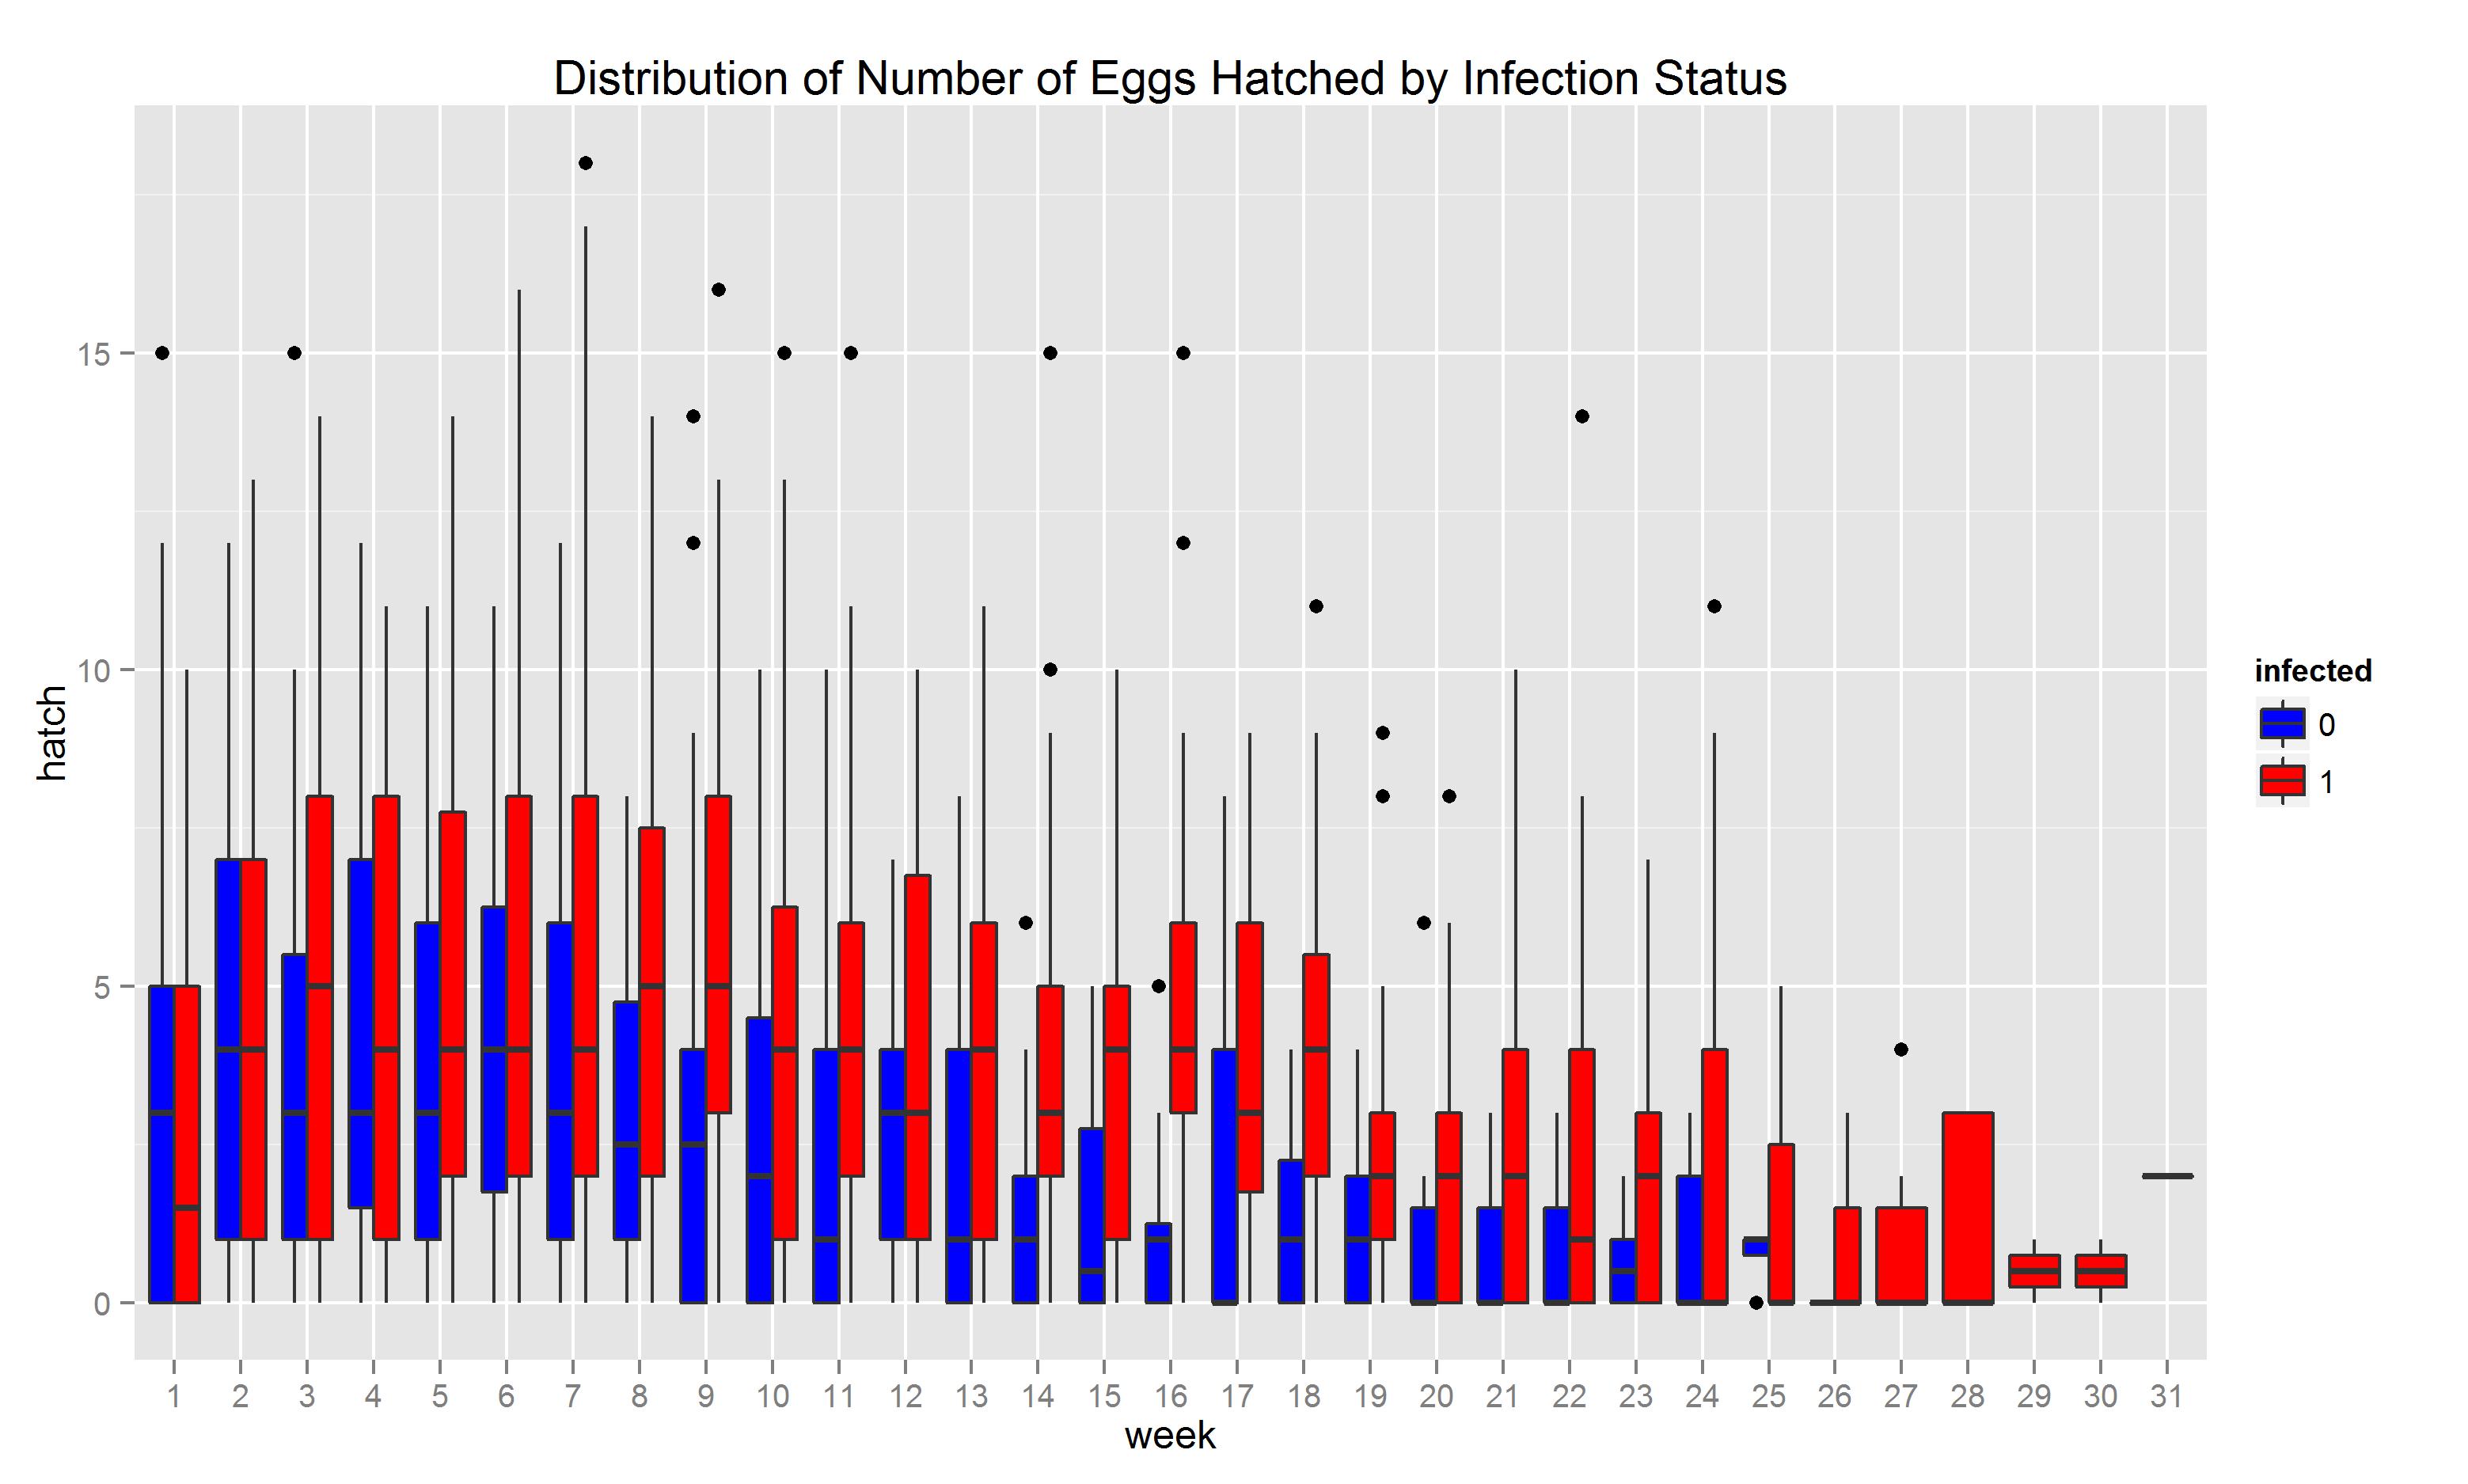 Distribution of Number of Eggs Hatched by Infection Status
hatch
15
10
5
0
1 2 3 4 5 6 7 8 9 10 11 12 13 14 15 16 17 18 19 20 21 22 23 24 25 26 27 28 29 30 31
week
infected
0
1